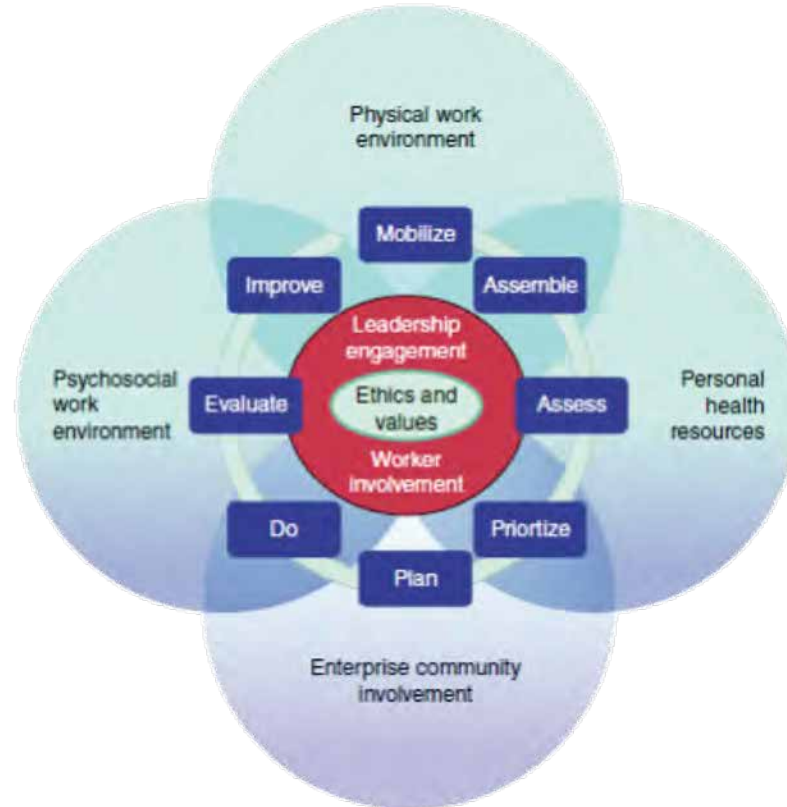 Physical work
environment
Mobilize
Improve
Assemble
Leadership
engagement
Psychosocial
work
environment
Evaluate
Ethics and
values
Assess
Personal
health
resources
Worker
involvement
Do
Priortize
Plan
Enterprise community
involvement